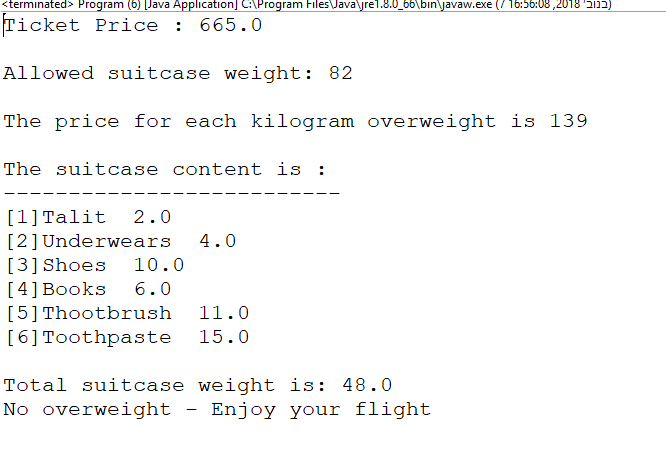 <terminated> Program (6) [Java Application] C:\Program Files\Java\jre1.8.0_66\bin\javaw.exe (7 בנוב׳ 2018, 16:56:08)
Ticket Price : 665.0
Allowed suitcase weight: 82
The price for each kilogram overweight is 139
The suitcase content is :
--------------------------
[1]Talit  2.0
[2]Underwears  4.0
[3]Shoes  10.0
[4]Books  6.0
[5]Thootbrush  11.0
[6]Toothpaste  15.0
Total suitcase weight is: 48.0
No overweight - Enjoy your flight